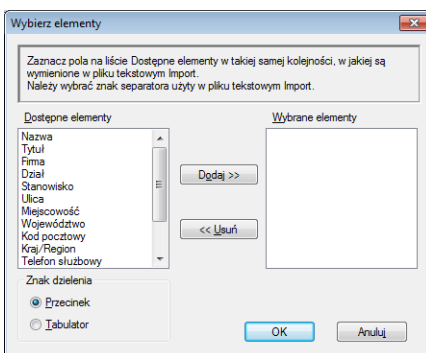 Wybierz elementy
Zaznacz pola na liście Dostępne elementy w takiej samej kolejności, w jakiej są
wymienione w pliku tekstowym Import.
Należy wybrać znak separatora użyty w pliku tekstowym Import.
Dostępne elementy
Wybrane elementy
Nazwa
Tytuł
Firma
Dział
Stanowisko
Ulica
Miejscowość
Województwo
Kod pocztowy
Kraj/Region
Telefon służbowy
Dodaj >>
<< Usuń
Znak dzielenia
Przecinek
Tabulator
OK
Anuluj